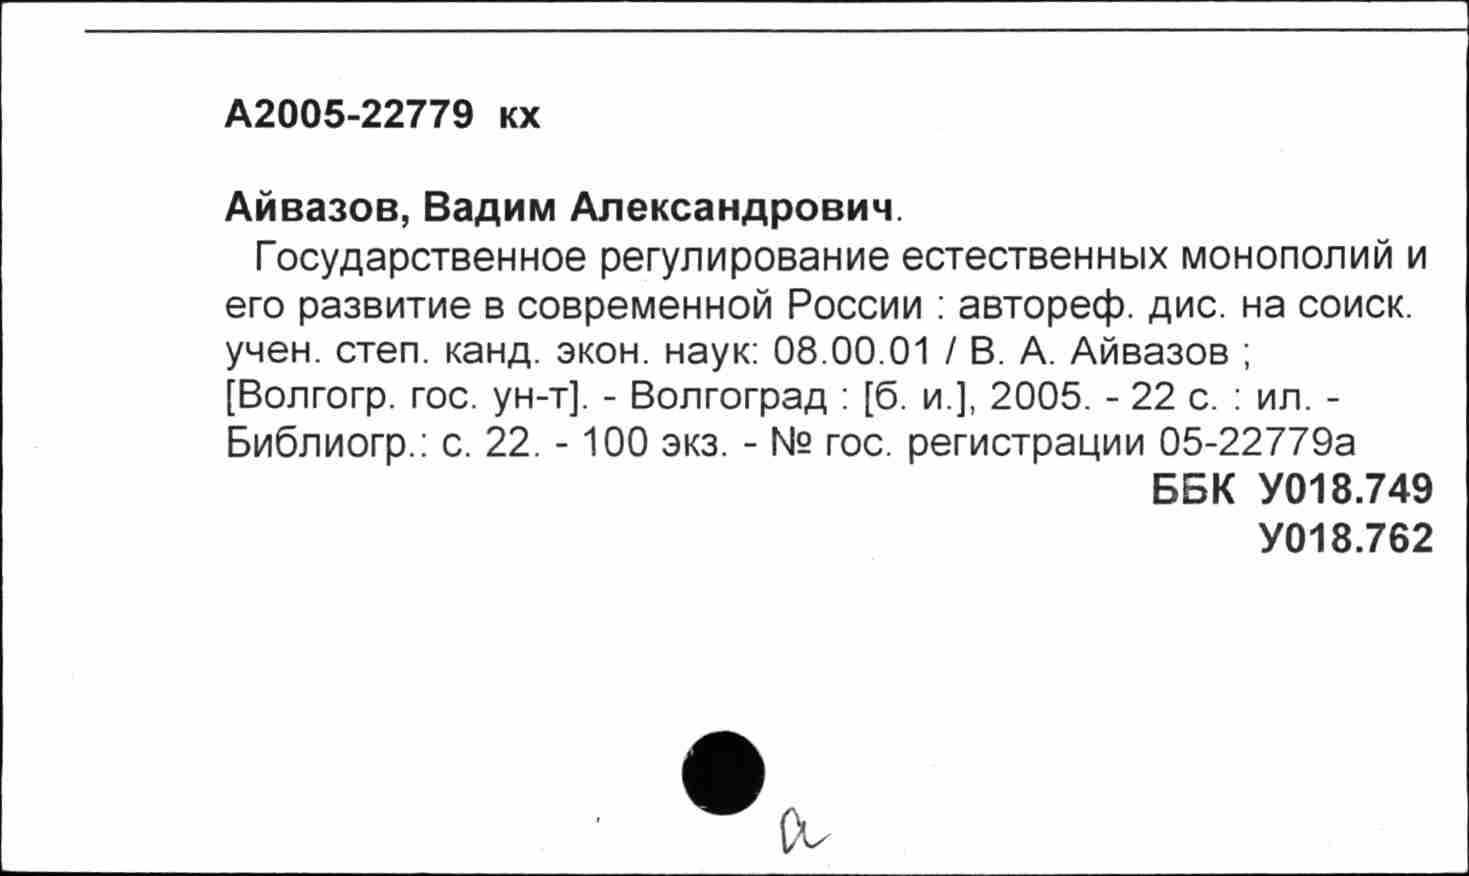 А2005-22779 кх
Айвазов, Вадим Александрович.
Государственное регулирование естественных монополий и
его развитие в современной России : автореф. дис. на соиск.
учен. степ. канд. экон. наук: 08.00.01 / В. А. Айвазов ;
[Волгогр. гос. ун-т]. - Волгоград : [б. и.], 2005. - 22 с. : ил. -
Библиогр.: с. 22. - 100 экз. - № гос. регистрации 05-22779а
ББК У018.749
У018.762
а